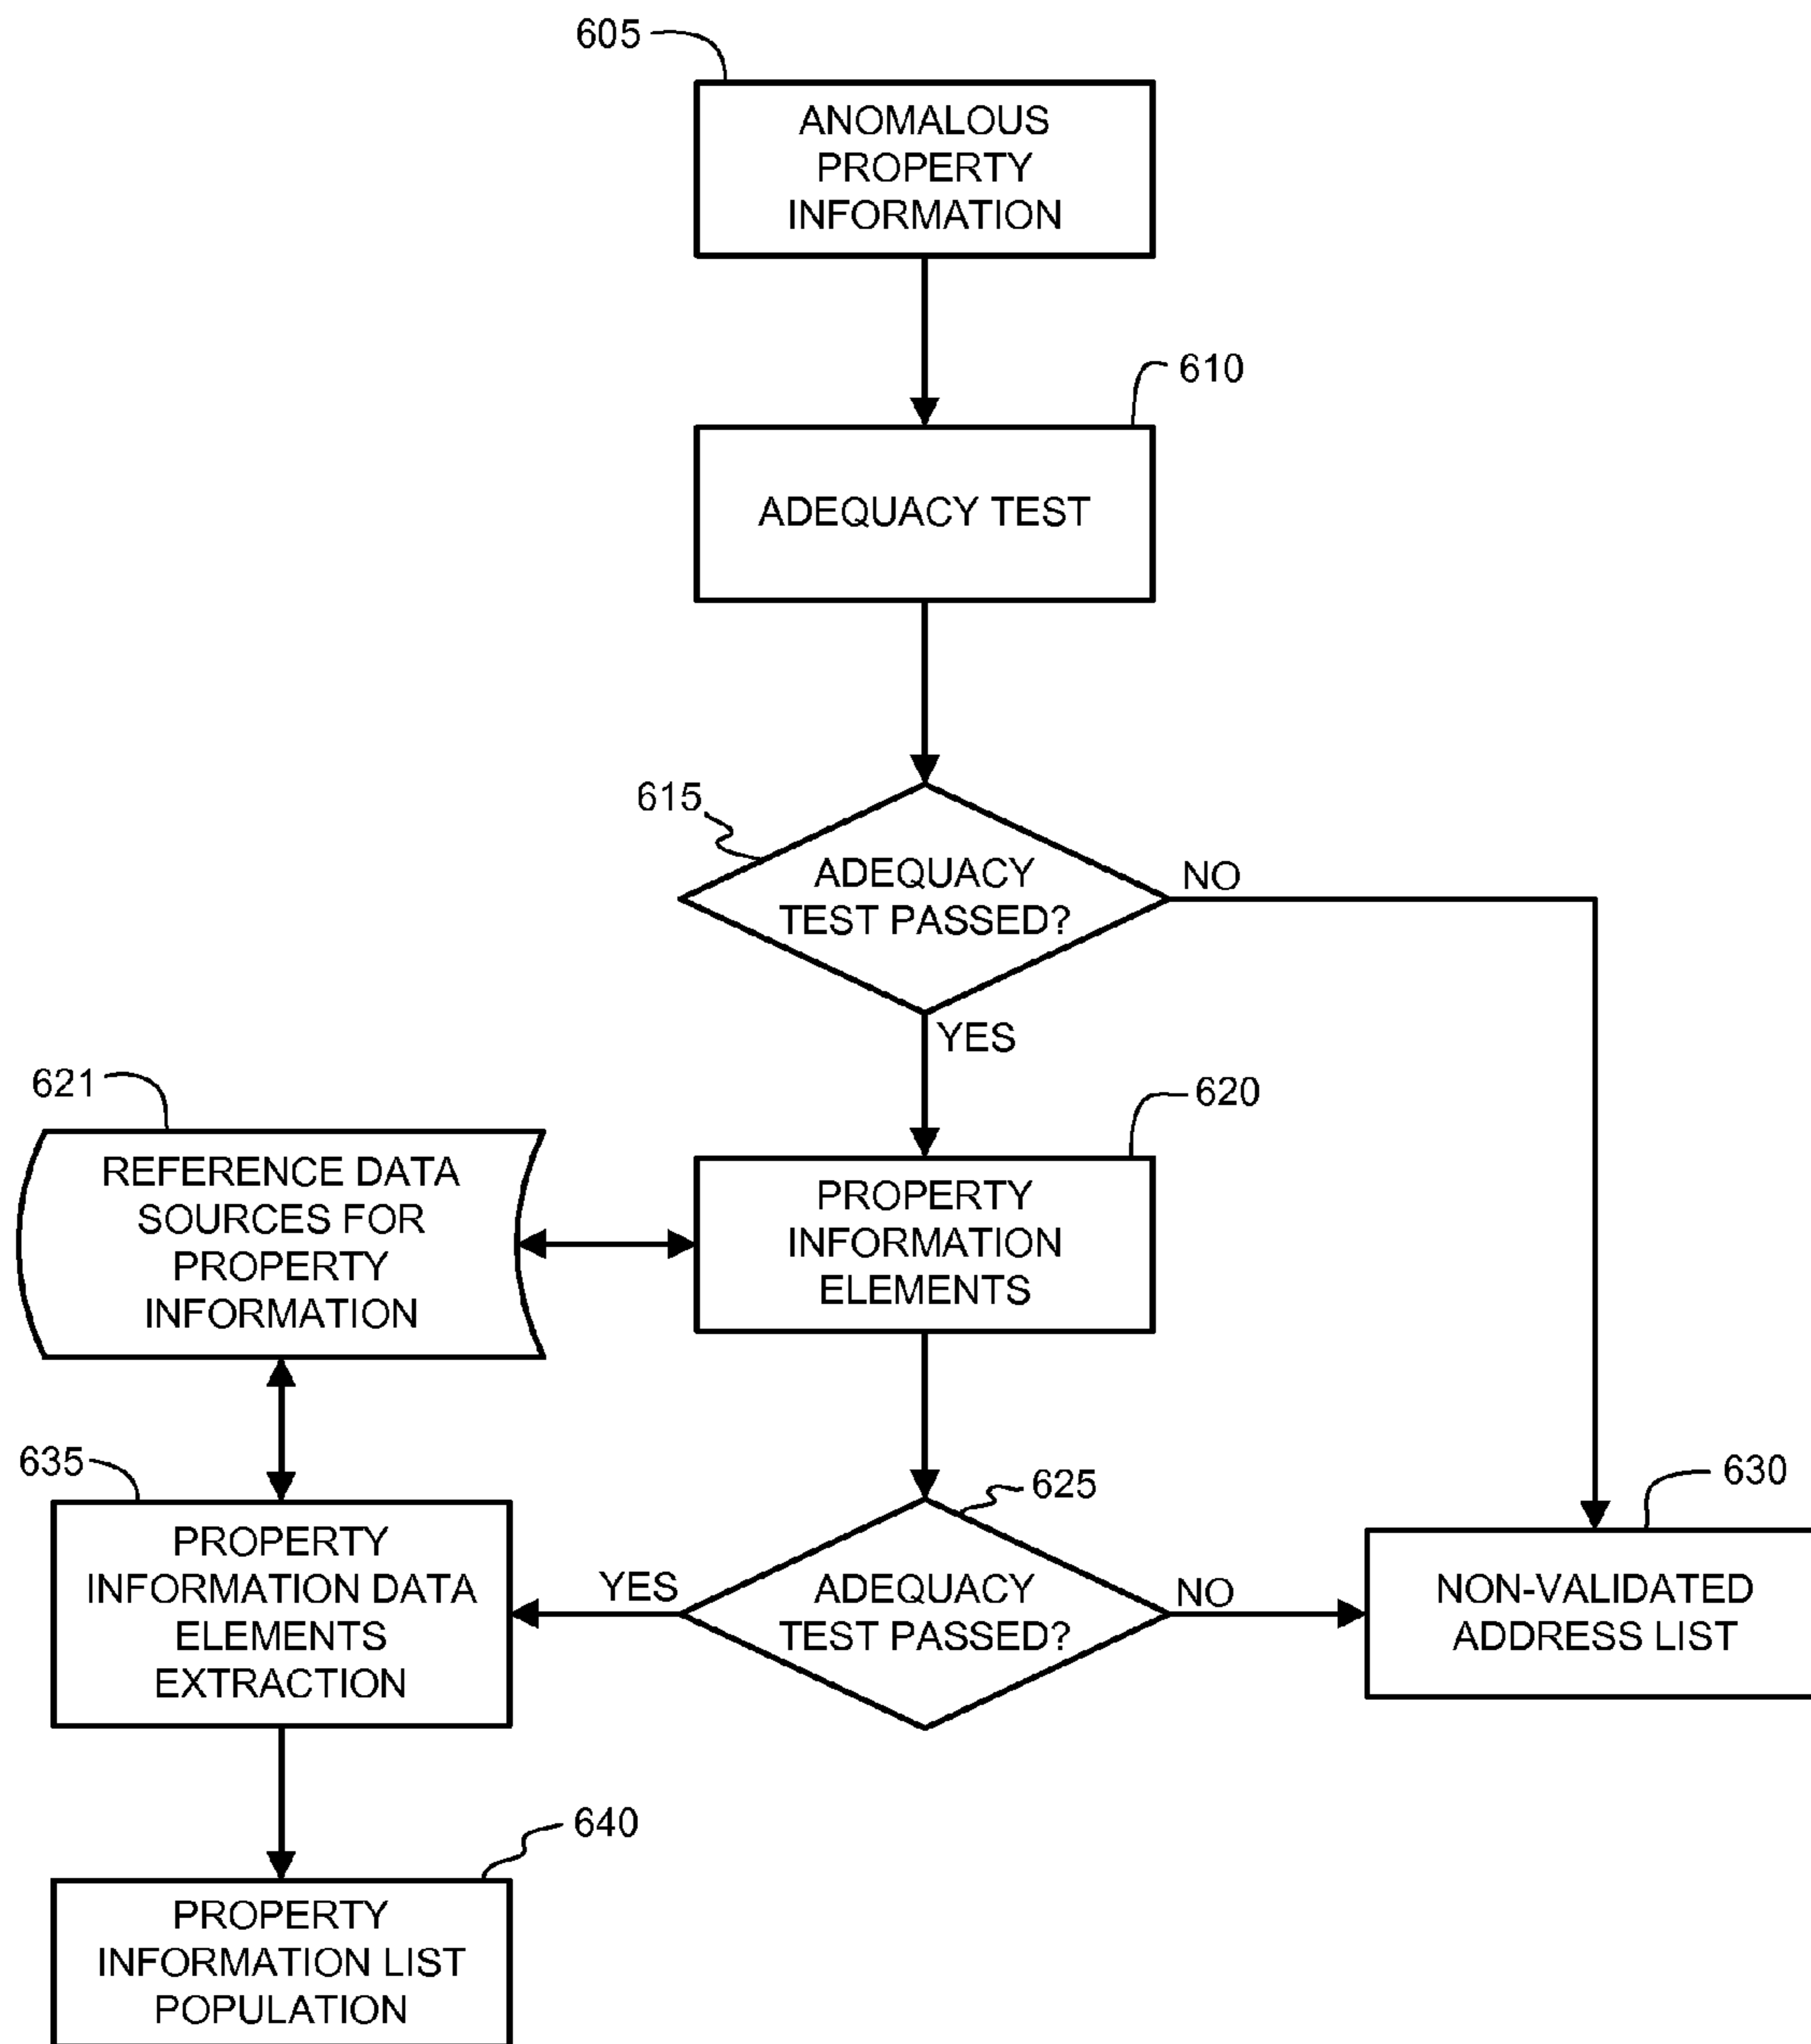 605
ANOMALOUS
PROPERTY
INFORMATION
610
ADEQUACY TEST
615
ADEQUACY
TEST PASSED?
NO
YES
621
REFERENCE DATA
SOURCES FOR
PROPERTY
INFORMATION
620
PROPERTY
INFORMATION
ELEMENTS
635
PROPERTY
INFORMATION DATA
ELEMENTS
EXTRACTION
YES
625
ADEQUACY
TEST PASSED?
NO
630
NON-VALIDATED
ADDRESS LIST
640
PROPERTY
INFORMATION LIST
POPULATION